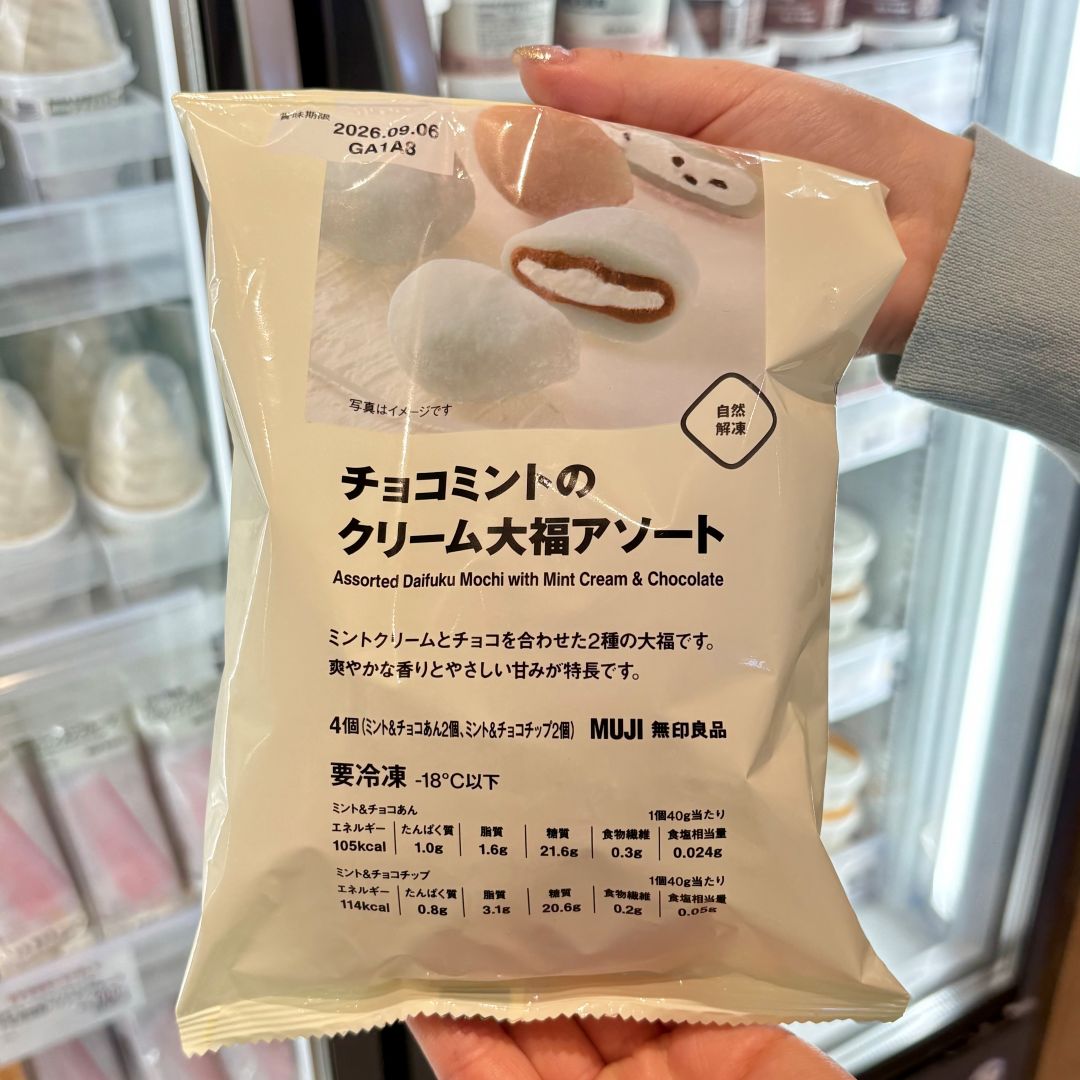 賞味期限
2026.09.06
GA1A3
写真はイメージです
自然
解凍
チョコミントの
クリーム大福アソート
Assorted Daifuku Mochi with Mint Cream & Chocolate
ミントクリームとチョコを合わせた2種の大福です。
爽やかな香りとやさしい甘みが特長です。
4個(ミント&チョコあん2個、ミント&チョコチップ2個) MUJI 無印良品
要冷凍 -18℃以下
ミント&チョコあん 1個40g当たり
エネルギー たんぱく質 脂質 糖質 食物繊維 食塩相当量
105kcal 1.0g 1.6g 21.6g 0.3g 0.024g
ミント&チョコチップ 1個40g当たり
エネルギー たんぱく質 脂質 糖質 食物繊維 食塩相当量
114kcal 0.8g 3.1g 20.6g 0.2g 0.05g